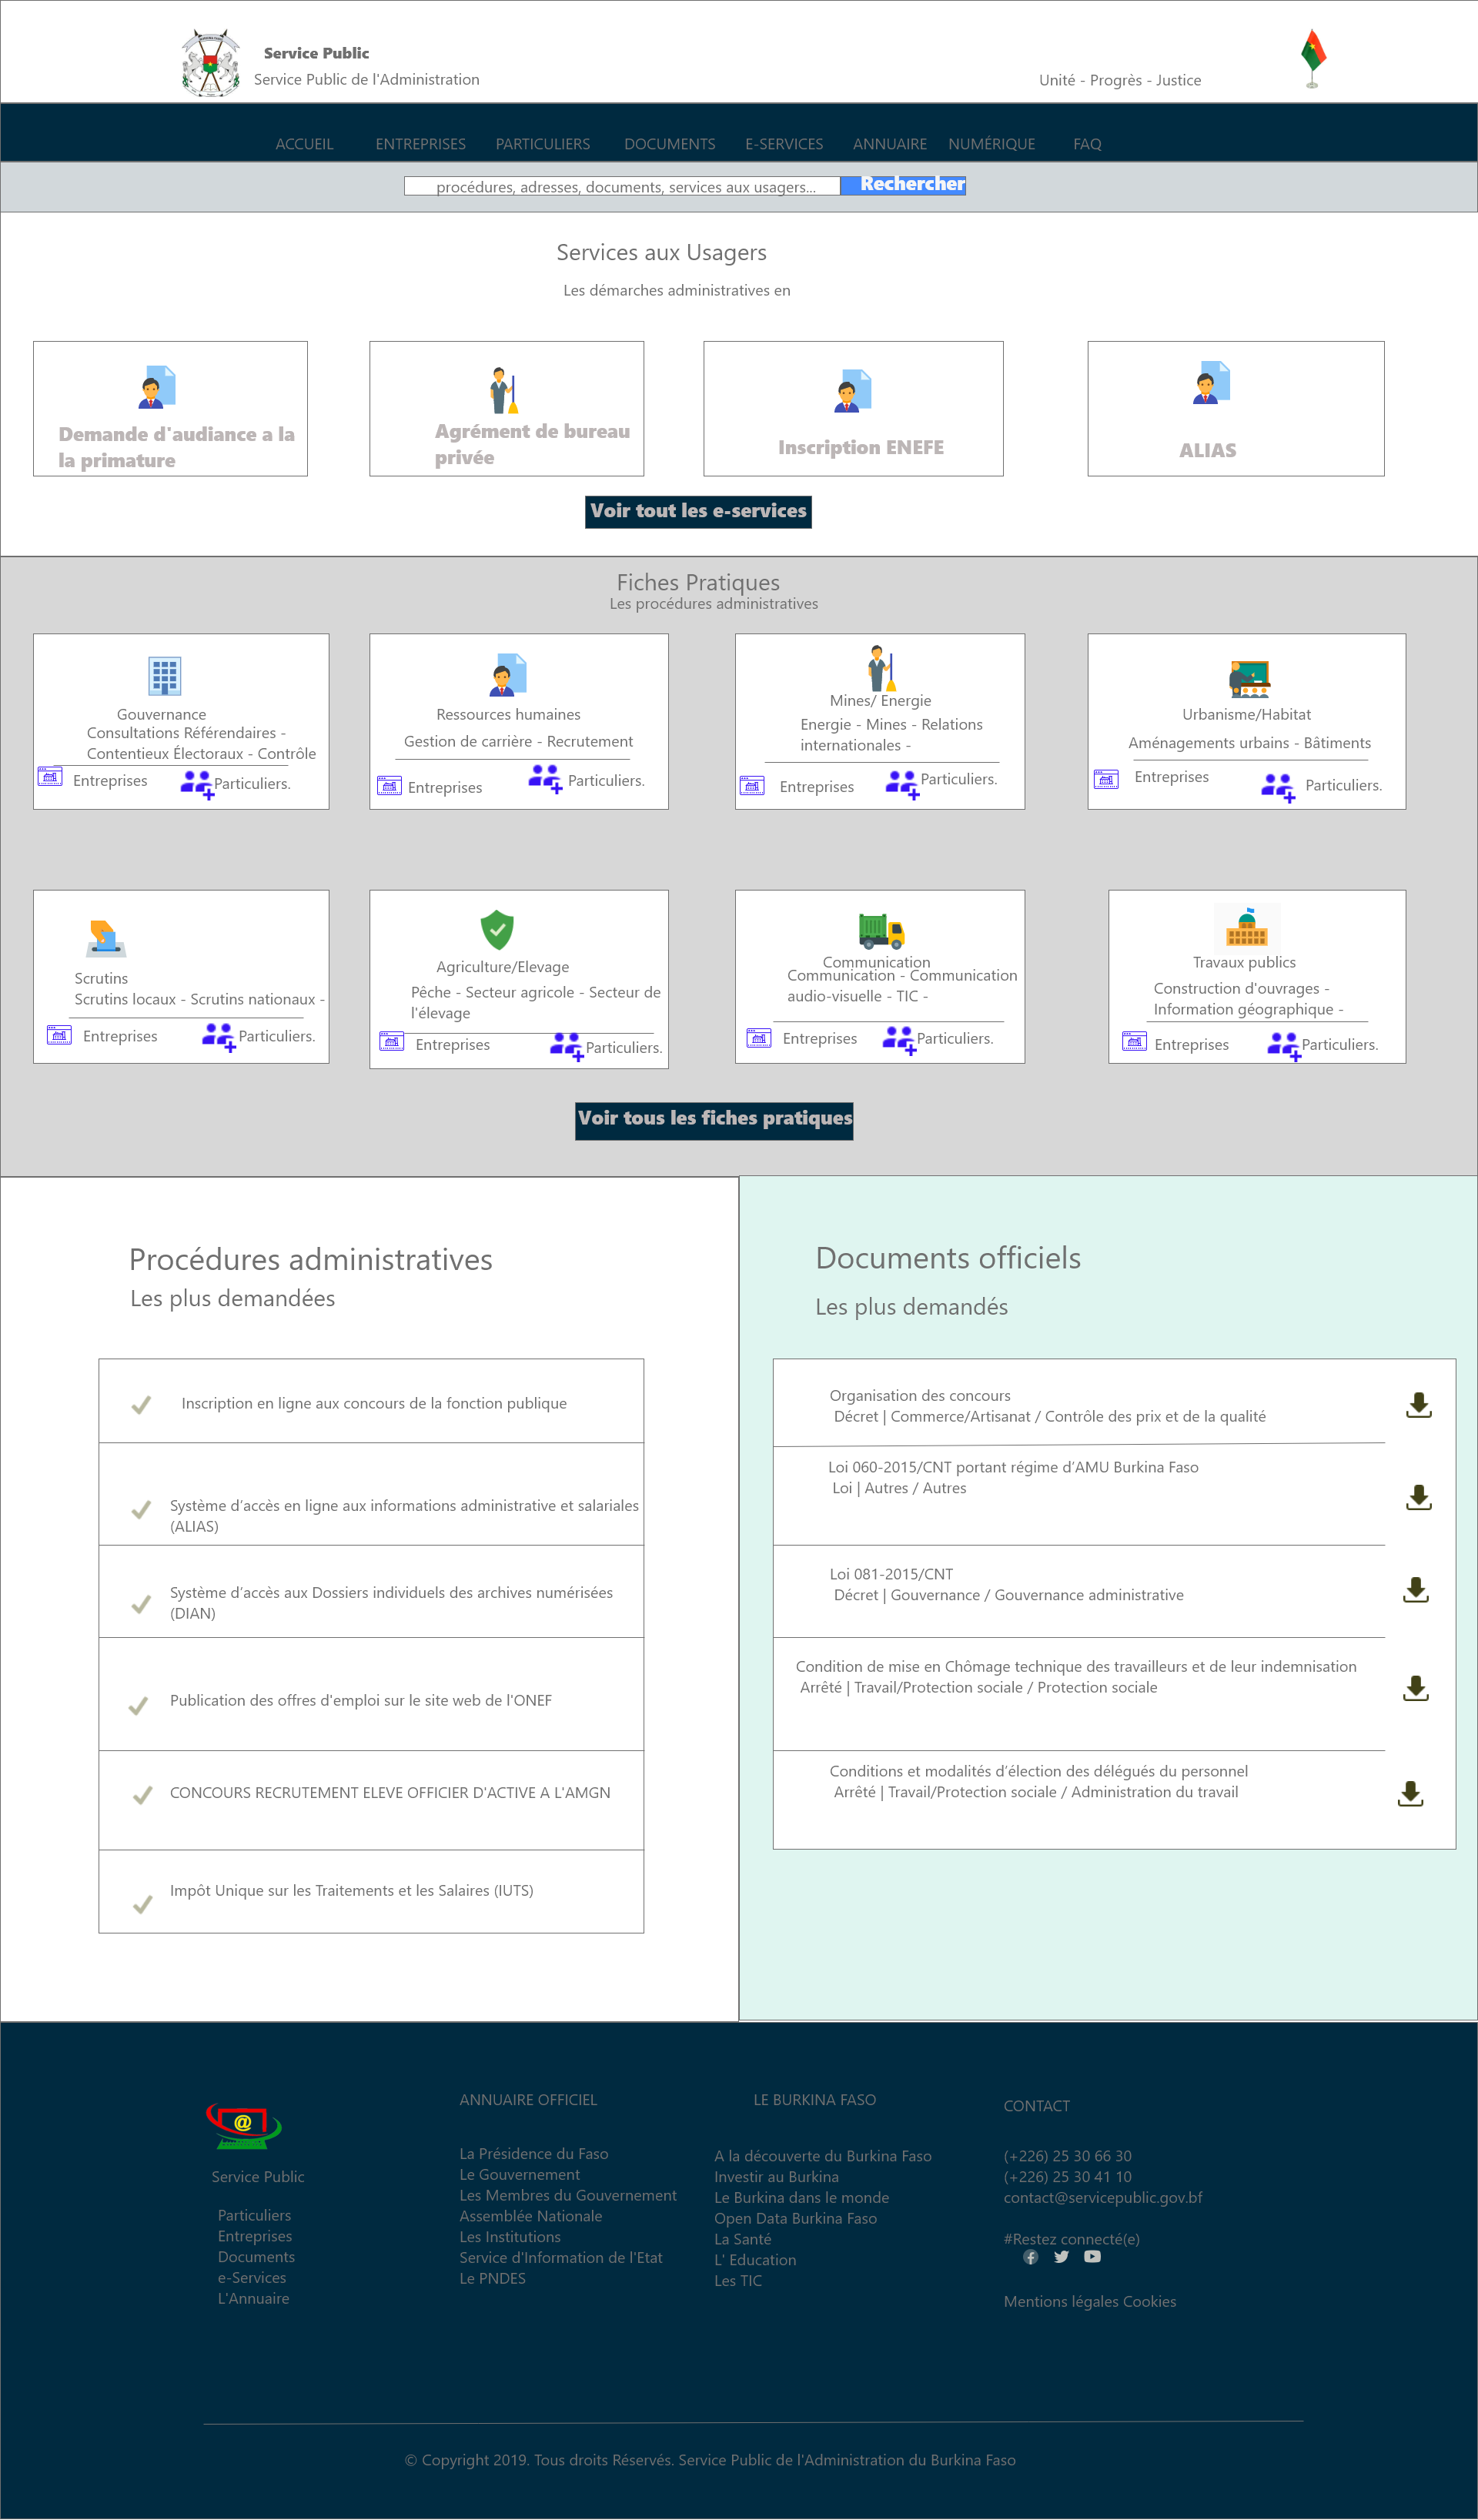 Service Public
Service Public de l'Administration
Unité - Progrès - Justice
ACCUEIL ENTREPRISES PARTICULIERS DOCUMENTS E-SERVICES ANNUAIRE NUMÉRIQUE FAQ
procédures, adresses, documents, services aux usagers...
Rechercher
Services aux Usagers
Les démarches administratives en
Demande d'audiance a la
la primature
Agrément de bureau
privée
Inscription ENEFE
ALIAS
Voir tout les e-services
Fiches Pratiques
Les procédures administratives
Gouvernance
Consultations Référendaires -
Contentieux Électoraux - Contrôle
Entreprises Particuliers.
Ressources humaines
Gestion de carrière - Recrutement
Entreprises Particuliers.
Mines/ Energie
Energie - Mines - Relations
internationales -
Entreprises Particuliers.
Urbanisme/Habitat
Aménagements urbains - Bâtiments
Entreprises Particuliers.
Scrutins
Scrutins locaux - Scrutins nationaux -
Entreprises Particuliers.
Agriculture/Elevage
Pêche - Secteur agricole - Secteur de
l'élevage
Entreprises Particuliers.
Communication
Communication - Communication
audio-visuelle - TIC -
Entreprises Particuliers.
Travaux publics
Construction d'ouvrages -
Information géographique -
Entreprises Particuliers.
Voir tous les fiches pratiques
Procédures administratives
Les plus demandées
Inscription en ligne aux concours de la fonction publique
Système d’accès en ligne aux informations administrative et salariales
(ALIAS)
Système d’accès aux Dossiers individuels des archives numérisées
(DIAN)
Publication des offres d'emploi sur le site web de l'ONEF
CONCOURS RECRUTEMENT ELEVE OFFICIER D'ACTIVE A L'AMGN
Impôt Unique sur les Traitements et les Salaires (IUTS)
Documents officiels
Les plus demandés
Organisation des concours
Décret | Commerce/Artisanat / Contrôle des prix et de la qualité
Loi 060-2015/CNT portant régime d’AMU Burkina Faso
Loi | Autres / Autres
Loi 081-2015/CNT
Décret | Gouvernance / Gouvernance administrative
Condition de mise en Chômage technique des travailleurs et de leur indemnisation
Arrêté | Travail/Protection sociale / Protection sociale
Conditions et modalités d’élection des délégués du personnel
Arrêté | Travail/Protection sociale / Administration du travail
@
Service Public
Particuliers
Entreprises
Documents
e-Services
L'Annuaire
ANNUAIRE OFFICIEL
La Présidence du Faso
Le Gouvernement
Les Membres du Gouvernement
Assemblée Nationale
Les Institutions
Service d'Information de l'Etat
Le PNDES
LE BURKINA FASO
A la découverte du Burkina Faso
Investir au Burkina
Le Burkina dans le monde
Open Data Burkina Faso
La Santé
L' Education
Les TIC
CONTACT
(+226) 25 30 66 30
(+226) 25 30 41 10
contact@servicepublic.gov.bf
#Restez connecté(e)
Mentions légales Cookies
© Copyright 2019. Tous droits Réservés. Service Public de l'Administration du Burkina Faso